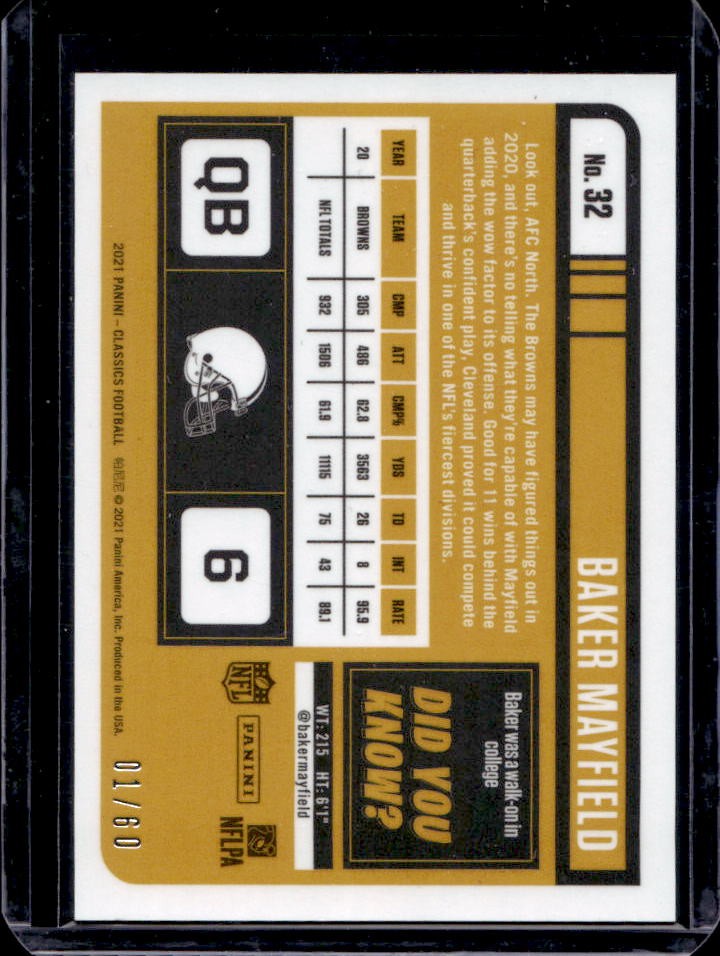 No. 32
BAKER MAYFIELD
Look out, AFC North. The Browns may have figured things out in
2020, and there's no telling what they're capable of with Mayfield
adding the wow factor to its offense. Good for 11 wins behind the
quarterback's confident play, Cleveland proved it could compete
and thrive in one of the NFL's fiercest divisions.
YEAR TEAM CMP ATT CMP% YDS TD INT RATE
20 BROWNS 305 486 62.8 3563 26 8 95.9
NFL TOTALS 932 1506 61.9 11115 75 43 89.1
QB
6
Baker was a walk-on in
college
DID YOU
KNOW?
WT: 215 HT: 6'1"
@bakermayfield
NFL
PANINI
NFLPA
2021 PANINI – CLASSICS FOOTBALL 帕尼尼 © 2021 Panini America, Inc. Produced in the USA.
01/60